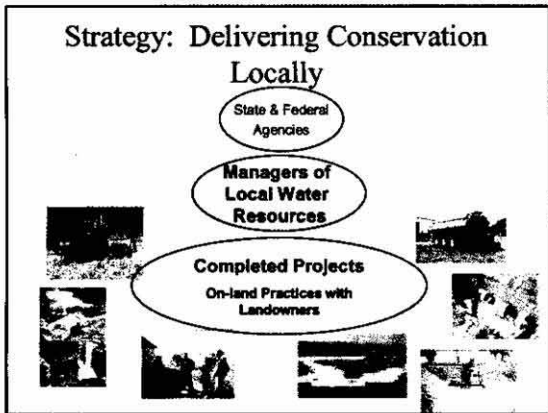 Strategy: Delivering Conservation
Locally
State & Federal
Agencies
Managers of
Local Water
Resources
Completed Projects
On-land Practices with
Landowners